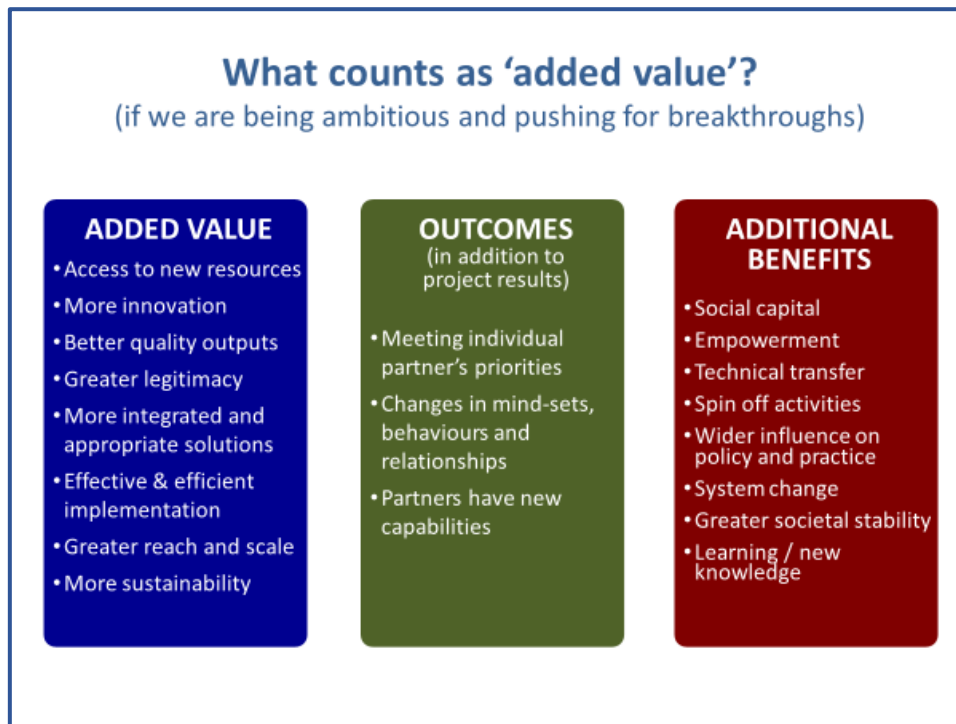 What counts as ‘added value’?
(if we are being ambitious and pushing for breakthroughs)
ADDED VALUE
•Access to new resources
•More innovation
•Better quality outputs
•Greater legitimacy
•More integrated and
appropriate solutions
•Effective & efficient
implementation
•Greater reach and scale
•More sustainability
OUTCOMES
(in addition to
project results)
•Meeting individual
partner’s priorities
•Changes in mind-sets,
behaviours and
relationships
•Partners have new
capabilities
ADDITIONAL
BENEFITS
•Social capital
•Empowerment
•Technical transfer
•Spin off activities
•Wider influence on
policy and practice
•System change
•Greater societal stability
•Learning / new
knowledge